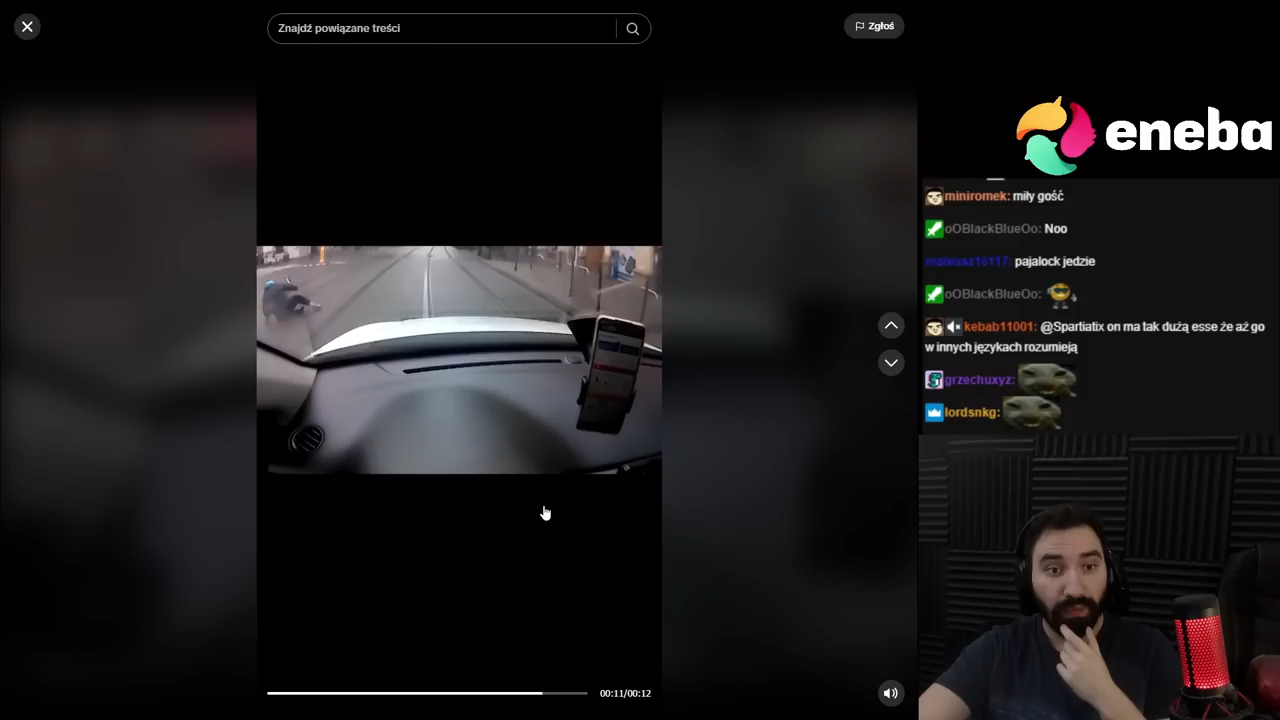 Znajdź powiązane treści
Zgłoś
eneba
miniromek: miły gość
oOBlackBlueOo: Noo
mateusz16117: pajalock jedzie
oOBlackBlueOo:
kebab11001: @Spartiatix on ma tak dużą esse że aż go
w innych językach rozumieją
grzechuxyz:
lordsnkg:
00:11/00:12